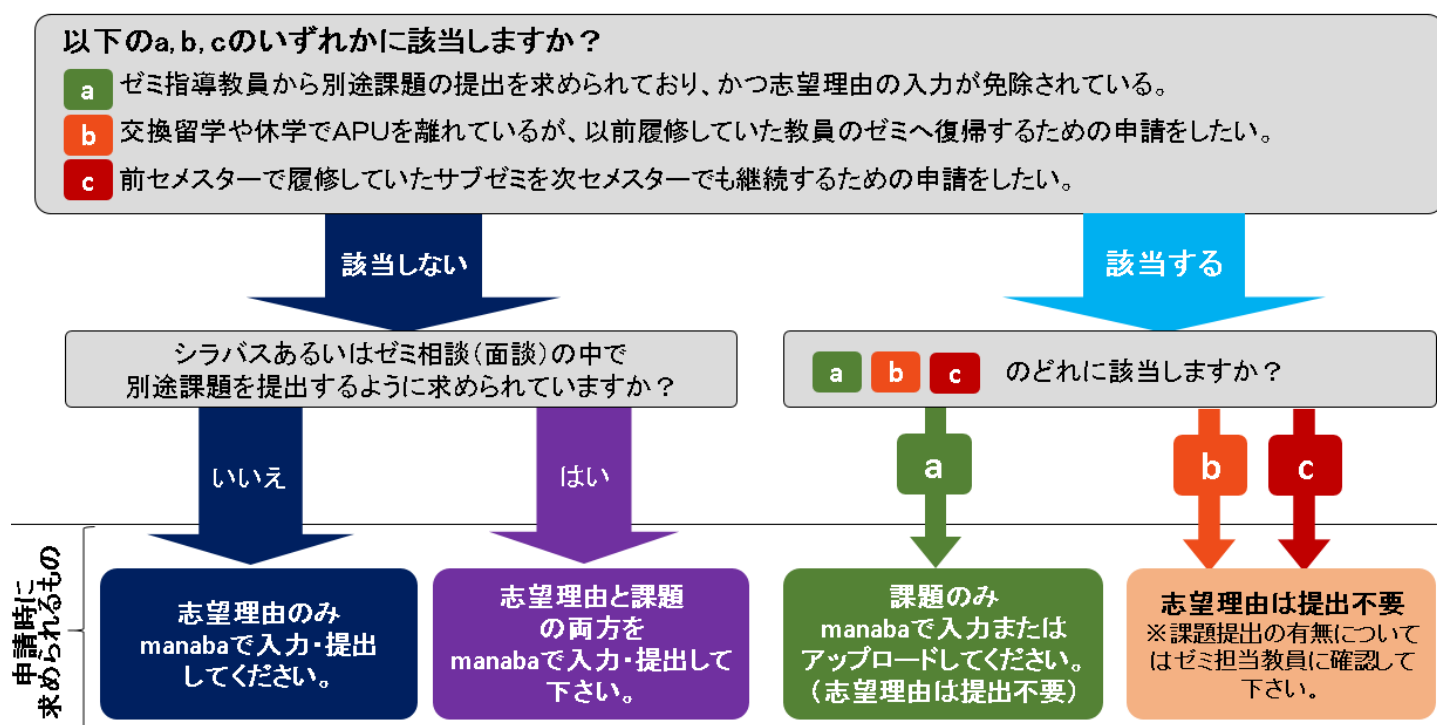 以下のa, b, cのいずれかに該当しますか？
a ゼミ指導教員から別途課題の提出を求められており、かつ志望理由の入力が免除されている。
b 交換留学や休学でAPUを離れているが、以前履修していた教員のゼミへ復帰するための申請をしたい。
c 前セメスターで履修していたサブゼミを次セメスターでも継続するための申請をしたい。
該当しない
該当する
シラバスあるいはゼミ相談（面談）の中で
別途課題を提出するように求められていますか？
a b c のどれに該当しますか？
いいえ
はい
a
b
c
申請時に
求められるもの
志望理由のみ
manabaで入力・提出
してください。
志望理由と課題
の両方を
manabaで入力・提出して
下さい。
課題のみ
manabaで入力または
アップロードしてください。
（志望理由は提出不要）
志望理由は提出不要
※課題提出の有無について
はゼミ担当教員に確認して
下さい。